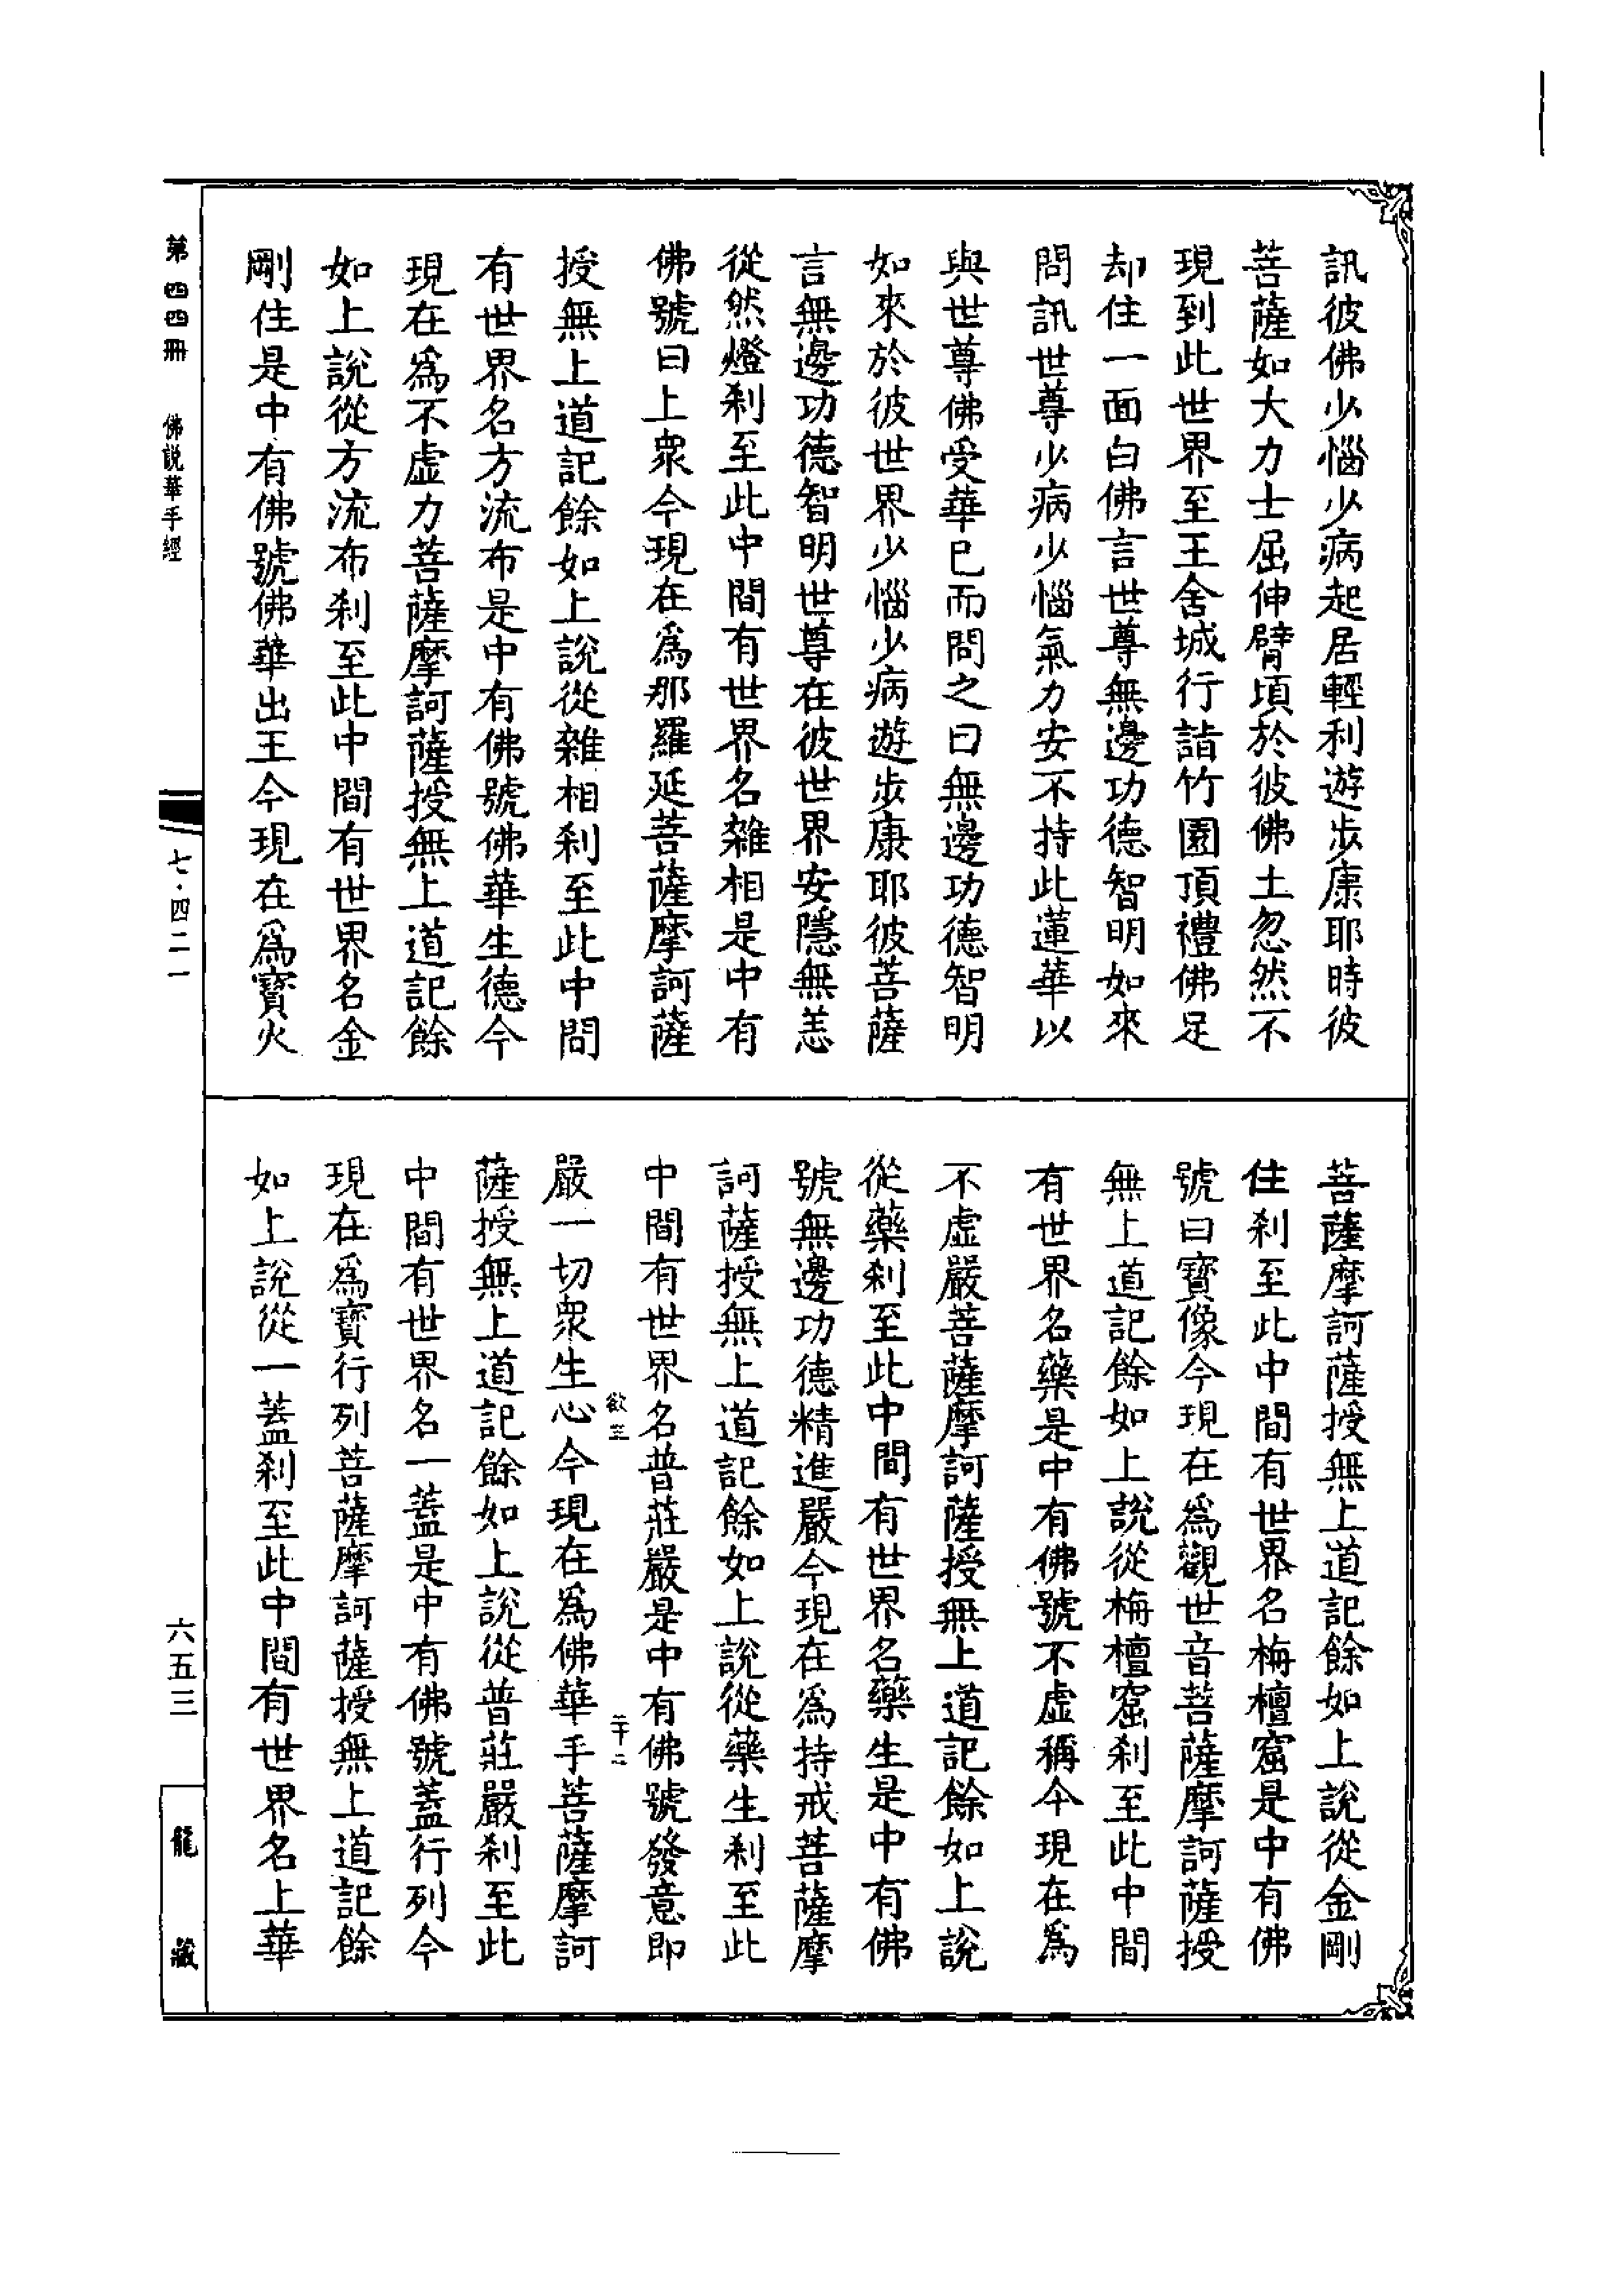 訊彼佛少惱少病起居輕利遊步康耶時彼
菩薩如大力士屈伸臂頃於彼佛土忽然不
現到此世界至王舍城行詣竹園頂禮佛足
却住一面白佛言世尊無邊功德智明如來
問訊世尊少病少惱氣力安不持此蓮華以
與世尊佛受華已而問之曰無邊功德智明
如來於彼世界少惱少病遊步康耶彼菩薩
言無邊功德智明世尊在彼世界安隱無恙
從然燈刹至此中間有世界名雜相是中有
佛號曰上衆今現在爲那羅延菩薩摩訶薩
授無上道記餘如上說從雜相刹至此中間
有世界名方流布是中有佛號佛華生德今
現在爲不虛力菩薩摩訶薩授無上道記餘
如上說從方流布刹至此中間有世界名金
剛住是中有佛號佛華出王今現在爲寶火
菩薩摩訶薩授無上道記餘如上說從金剛
住刹至此中間有世界名栴檀窟是中有佛
號曰寶像今現在爲觀世音菩薩摩訶薩授
無上道記餘如上說從栴檀窟刹至此中間
有世界名藥是中有佛號不虛稱今現在爲
不虛嚴菩薩摩訶薩授無上道記餘如上說
從藥刹至此中間有世界名藥生是中有佛
號無邊功德精進嚴今現在爲持戒菩薩摩
訶薩授無上道記餘如上說從藥生刹至此
中間有世界名普莊嚴是中有佛號發意即
嚴一切衆生心今現在爲佛華手菩薩摩訶
薩授無上道記餘如上說從普莊嚴刹至此
中間有世界名一蓋是中有佛號蓋行列今
現在爲寶行列菩薩摩訶薩授無上道記餘
如上說從一蓋刹至此中間有世界名上華
第四四冊 佛說華手經
七·四二一
六五三
龍藏